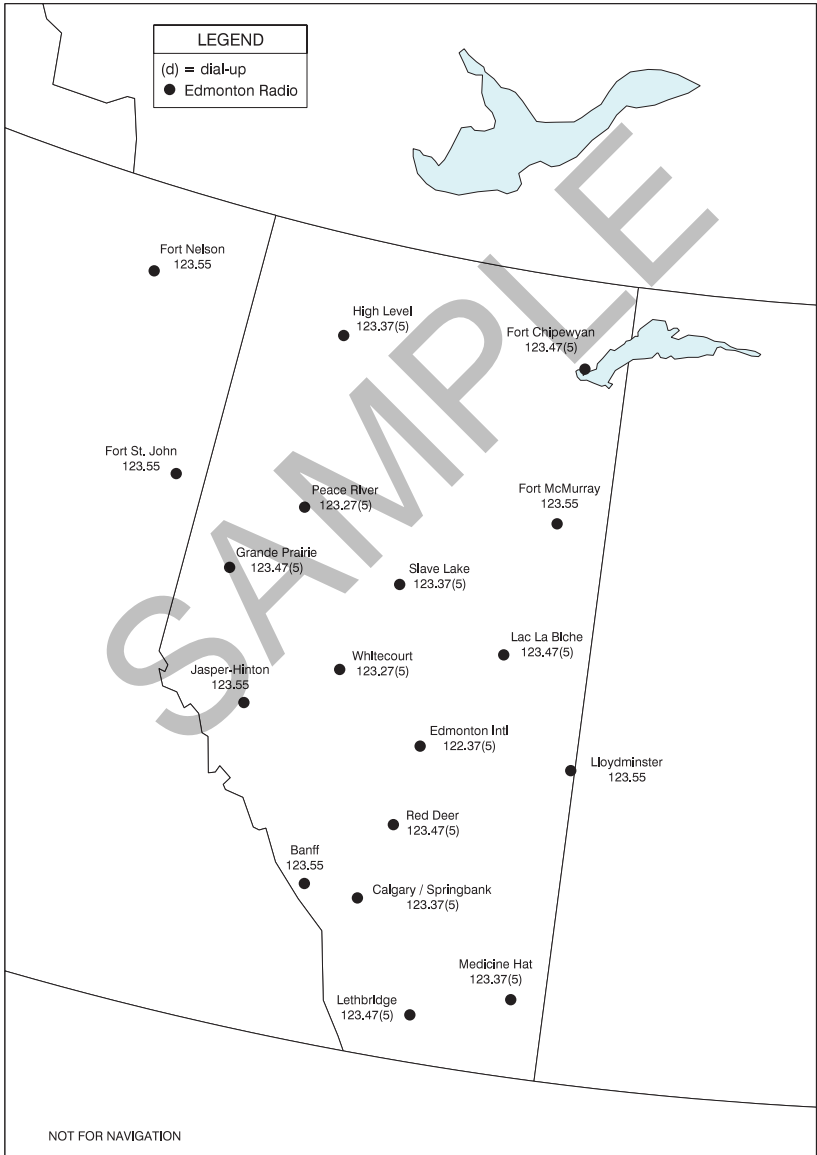 LEGEND
(d) = dial-up
Edmonton Radio
Fort Nelson
123.55
High Level
123.37(5)
Fort Chipewyan
123.47(5)
Fort St. John
123.55
Peace River
123.27(5)
Fort McMurray
123.55
Grande Prairie
123.47(5)
Slave Lake
123.37(5)
Lac La Biche
123.47(5)
Whitecourt
123.27(5)
Jasper-Hinton
123.55
Edmonton Intl
122.37(5)
Lloydminster
123.55
Red Deer
123.47(5)
Banff
123.55
Calgary / Springbank
123.37(5)
Medicine Hat
123.37(5)
Lethbridge
123.47(5)
SAMPLE
NOT FOR NAVIGATION